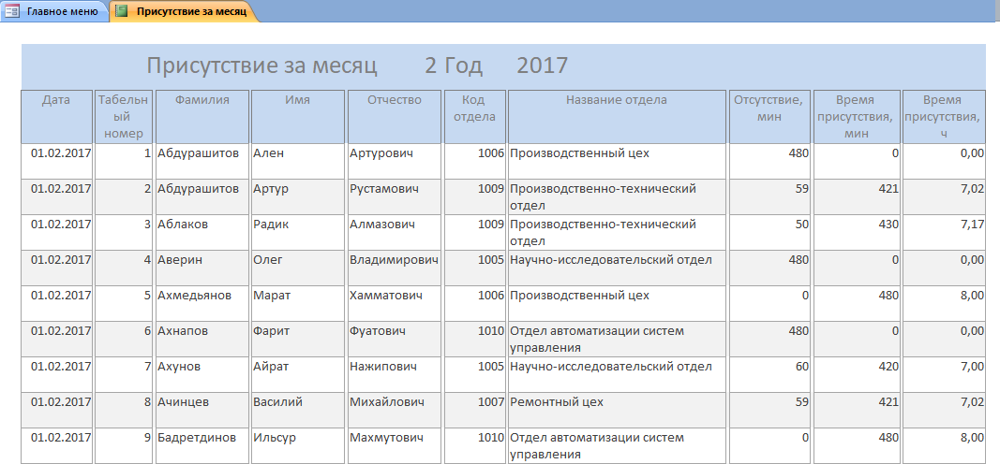 Главное меню Присутствие за месяц
Присутствие за месяц 2 Год 2017
Дата Табельн Фамилия Имя Отчество Код Название отдела Отсутствие, Время Время
ый отдела мин присутствия, присутствия,
номер мин ч
01.02.2017 1 Абдурашитов Ален Артурович 1006 Производственный цех 480 0 0,00
01.02.2017 2 Абдурашитов Артур Рустамович 1009 Производственно-технический 59 421 7,02
отдел
01.02.2017 3 Аблаков Радик Алмазович 1009 Производственно-технический 50 430 7,17
отдел
01.02.2017 4 Аверин Олег Владимирович 1005 Научно-исследовательский отдел 480 0 0,00
01.02.2017 5 Ахмедьянов Марат Хамматович 1006 Производственный цех 0 480 8,00
01.02.2017 6 Ахнапов Фарит Фуатович 1010 Отдел автоматизации систем 480 0 0,00
управления
01.02.2017 7 Ахунов Айрат Нажипович 1005 Научно-исследовательский отдел 60 420 7,00
01.02.2017 8 Ачинцев Василий Михайлович 1007 Ремонтный цех 59 421 7,02
01.02.2017 9 Бадретдинов Ильсур Махмутович 1010 Отдел автоматизации систем 0 480 8,00
управления